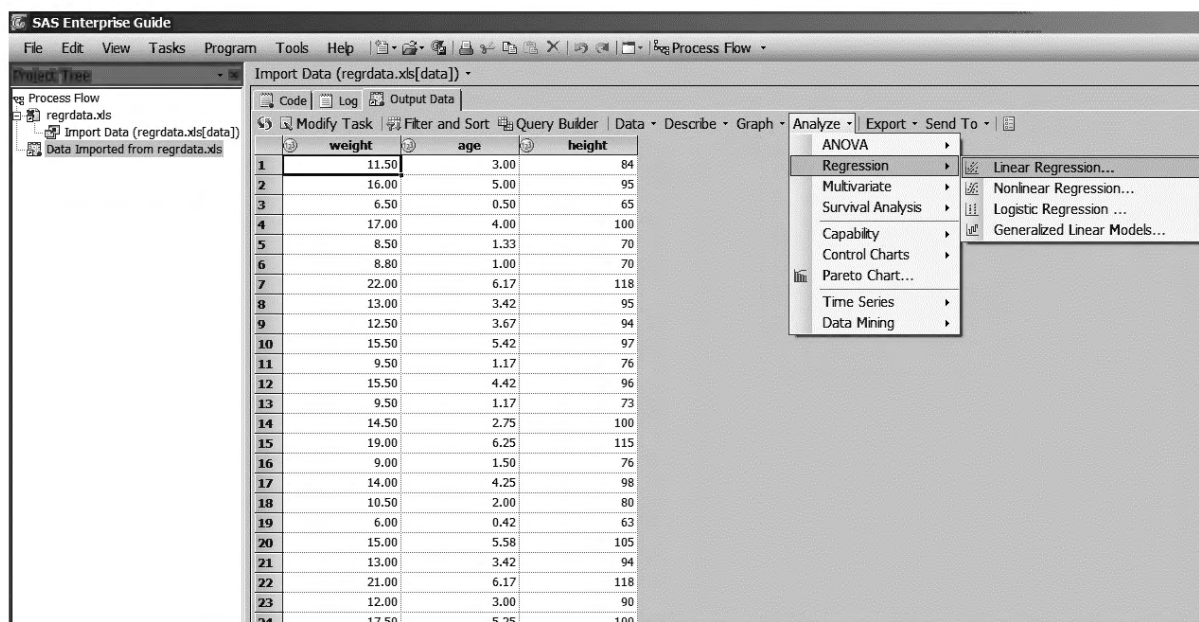 SAS Enterprise Guide
File Edit View Tasks Program Tools Help Process Flow
Project Tree
Process Flow
regrdata.xls
Import Data (regrdata.xls[data])
Data Imported from regrdata.xls
Import Data (regrdata.xls[data])
Code Log Output Data
Modify Task Filter and Sort Query Builder Data Describe Graph Analyze Export Send To
weight age height
1 11.50 3.00 84
2 16.00 5.00 95
3 6.50 0.50 65
4 17.00 4.00 100
5 8.50 1.33 70
6 8.80 1.00 70
7 22.00 6.17 118
8 13.00 3.42 95
9 12.50 3.67 94
10 15.50 5.42 97
11 9.50 1.17 76
12 15.50 4.42 96
13 9.50 1.17 73
14 14.50 2.75 100
15 19.00 6.25 115
16 9.00 1.50 76
17 14.00 4.25 98
18 10.50 2.00 80
19 6.00 0.42 63
20 15.00 5.58 105
21 13.00 3.42 94
22 21.00 6.17 118
23 12.00 3.00 90
24 17.50 5.25 109
ANOVA
Regression
Multivariate
Survival Analysis
Capability
Control Charts
Pareto Chart...
Time Series
Data Mining
Linear Regression...
Nonlinear Regression...
Logistic Regression ...
Generalized Linear Models...